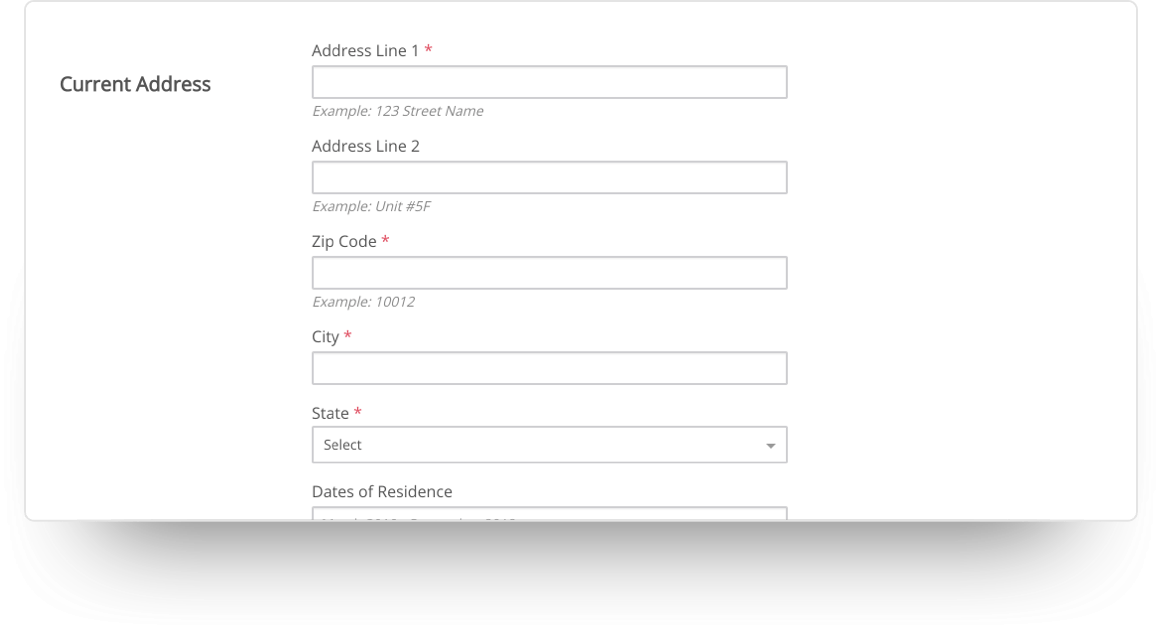 Current Address
Address Line 1 *
Example: 123 Street Name
Address Line 2
Example: Unit #5F
Zip Code *
Example: 10012
City *
State *
Select
Dates of Residence